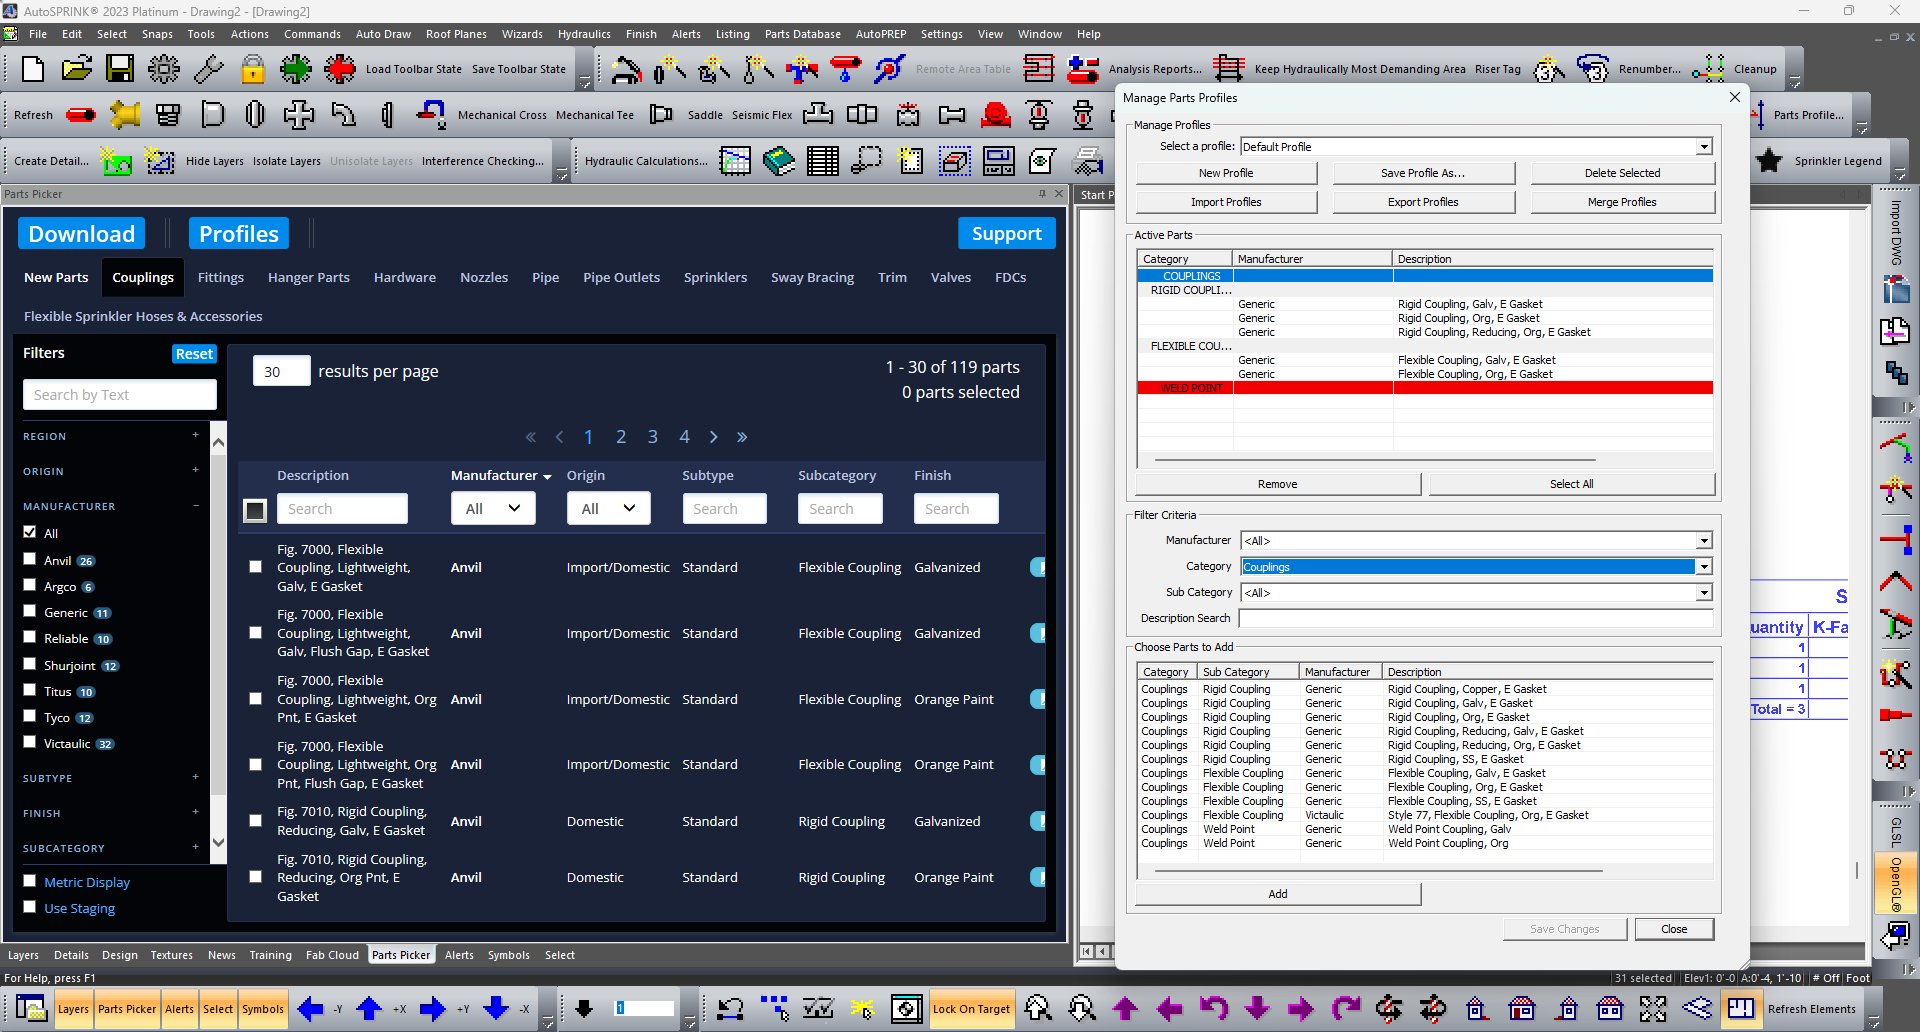 AutoSPRINK® 2023 Platinum - Drawing2 - [Drawing2]
File Edit Select Snaps Tools Actions Commands Auto Draw Roof Planes Wizards Hydraulics Finish Alerts Listing Parts Database AutoPREP Settings View Window Help
Load Toolbar State Save Toolbar State Remote Area Table Analysis Reports... Keep Hydraulically Most Demanding Area Riser Tag Renumber... Cleanup
Refresh Mechanical Cross Mechanical Tee Saddle Seismic Flex Parts Profile...
Create Detail... Hide Layers Isolate Layers Unisolate Layers Interference Checking... Hydraulic Calculations... Sprinkler Legend
Parts Picker
Download Profiles Support
New Parts Couplings Fittings Hanger Parts Hardware Nozzles Pipe Pipe Outlets Sprinklers Sway Bracing Trim Valves FDCs
Flexible Sprinkler Hoses & Accessories
Filters Reset
Search by Text
REGION +
ORIGIN +
MANUFACTURER −
All
Anvil 26
Argco 6
Generic 11
Reliable 10
Shurjoint 12
Titus 10
Tyco 12
Victaulic 32
SUBTYPE +
FINISH +
SUBCATEGORY +
Metric Display
Use Staging
30 results per page
1 - 30 of 119 parts
0 parts selected
« ‹ 1 2 3 4 › »
Description Manufacturer Origin Subtype Subcategory Finish
Search All All Search Search Search
Fig. 7000, Flexible
Coupling, Lightweight, Anvil Import/Domestic Standard Flexible Coupling Galvanized
Galv, E Gasket
Fig. 7000, Flexible
Coupling, Lightweight, Anvil Import/Domestic Standard Flexible Coupling Galvanized
Galv, Flush Gap, E Gasket
Fig. 7000, Flexible
Coupling, Lightweight, Org Anvil Import/Domestic Standard Flexible Coupling Orange Paint
Pnt, E Gasket
Fig. 7000, Flexible
Coupling, Lightweight, Org Anvil Import/Domestic Standard Flexible Coupling Orange Paint
Pnt, Flush Gap, E Gasket
Fig. 7010, Rigid Coupling,
Reducing, Galv, E Gasket Anvil Domestic Standard Rigid Coupling Galvanized
Fig. 7010, Rigid Coupling,
Reducing, Org Pnt, E Anvil Domestic Standard Rigid Coupling Orange Paint
Gasket
Layers Details Design Textures News Training Fab Cloud Parts Picker Alerts Symbols Select
Start P
Manage Parts Profiles
Manage Profiles
Select a profile: Default Profile
New Profile Save Profile As... Delete Selected
Import Profiles Export Profiles Merge Profiles
Active Parts
Category Manufacturer Description
COUPLINGS
RIGID COUPLI...
Generic Rigid Coupling, Galv, E Gasket
Generic Rigid Coupling, Org, E Gasket
Generic Rigid Coupling, Reducing, Org, E Gasket
FLEXIBLE COU...
Generic Flexible Coupling, Galv, E Gasket
Generic Flexible Coupling, Org, E Gasket
WELD POINT
Remove Select All
Filter Criteria
Manufacturer <All>
Category Couplings
Sub Category <All>
Description Search
Choose Parts to Add
Category Sub Category Manufacturer Description
Couplings Rigid Coupling Generic Rigid Coupling, Copper, E Gasket
Couplings Rigid Coupling Generic Rigid Coupling, Galv, E Gasket
Couplings Rigid Coupling Generic Rigid Coupling, Org, E Gasket
Couplings Rigid Coupling Generic Rigid Coupling, Reducing, Galv, E Gasket
Couplings Rigid Coupling Generic Rigid Coupling, Reducing, Org, E Gasket
Couplings Rigid Coupling Generic Rigid Coupling, SS, E Gasket
Couplings Flexible Coupling Generic Flexible Coupling, Galv, E Gasket
Couplings Flexible Coupling Generic Flexible Coupling, Org, E Gasket
Couplings Flexible Coupling Generic Flexible Coupling, SS, E Gasket
Couplings Flexible Coupling Victaulic Style 77, Flexible Coupling, Org, E Gasket
Couplings Weld Point Generic Weld Point Coupling, Galv
Couplings Weld Point Generic Weld Point Coupling, Org
Add
Save Changes Close
S
uantity K-Fa
1
1
1
Total = 3
Import DWG
GLSL
OpenGL®
For Help, press F1
31 selected Elev1: 0'-0 A:0'-4, 1'-10 # Off Foot
Layers Parts Picker Alerts Select Symbols -Y +X +Y -X 1 Lock On Target Refresh Elements